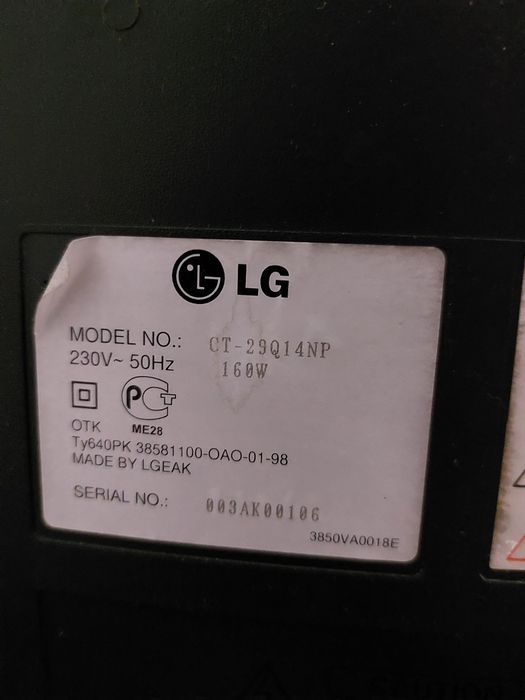 LG
MODEL NO.: CT-29Q14NP
230V~ 50Hz 160W
РСТ
ME28
OTK
Ty640PK 38581100-OAO-01-98
MADE BY LGEAK
SERIAL NO.: 003AK00106
3850VA0018E